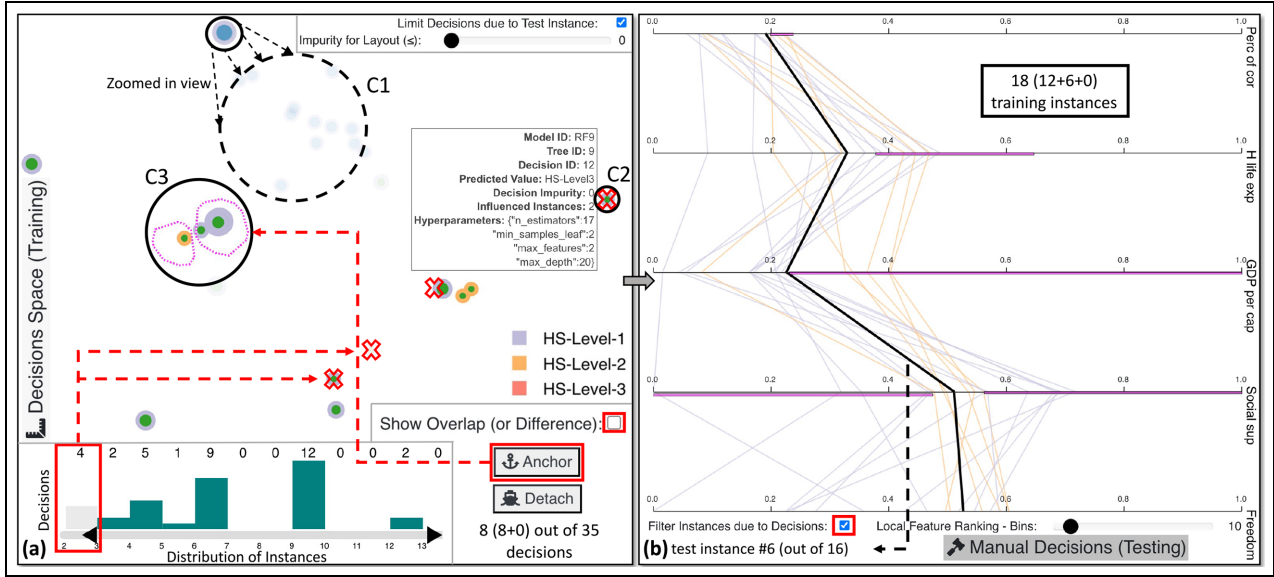 Limit Decisions due to Test Instance:
Impurity for Layout (≤): 0
Zoomed in view
C1
Model ID: RF9
Tree ID: 9
Decision ID: 12
Predicted Value: HS-Level3
Decision Impurity: 0
Influenced Instances: 2
Hyperparameters: {"n_estimators":17
"min_samples_leaf":2
"max_features":2
"max_depth":20}
C2
C3
Decisions Space (Training)
HS-Level-1
HS-Level-2
HS-Level-3
Show Overlap (or Difference):
Decisions
4 2 5 1 9 0 0 12 0 0 2 0
2 3 4 5 6 7 8 9 10 11 12 13
Distribution of Instances
(a)
Anchor
Detach
8 (8+0) out of 35
decisions
0.0 0.2 0.4 0.6 0.8 1.0
Perc of cor
18 (12+6+0)
training instances
0.0 0.2 0.4 0.6 0.8 1.0
H life exp
0.0 0.2 0.4 0.6 0.8 1.0
GDP per cap
0.0 0.2 0.4 0.6 0.8 1.0
Social sup
0.0 0.2 0.4 0.6 0.8 1.0
Freedom
Filter Instances due to Decisions:
Local Feature Ranking - Bins: 10
(b)
test instance #6 (out of 16)
Manual Decisions (Testing)